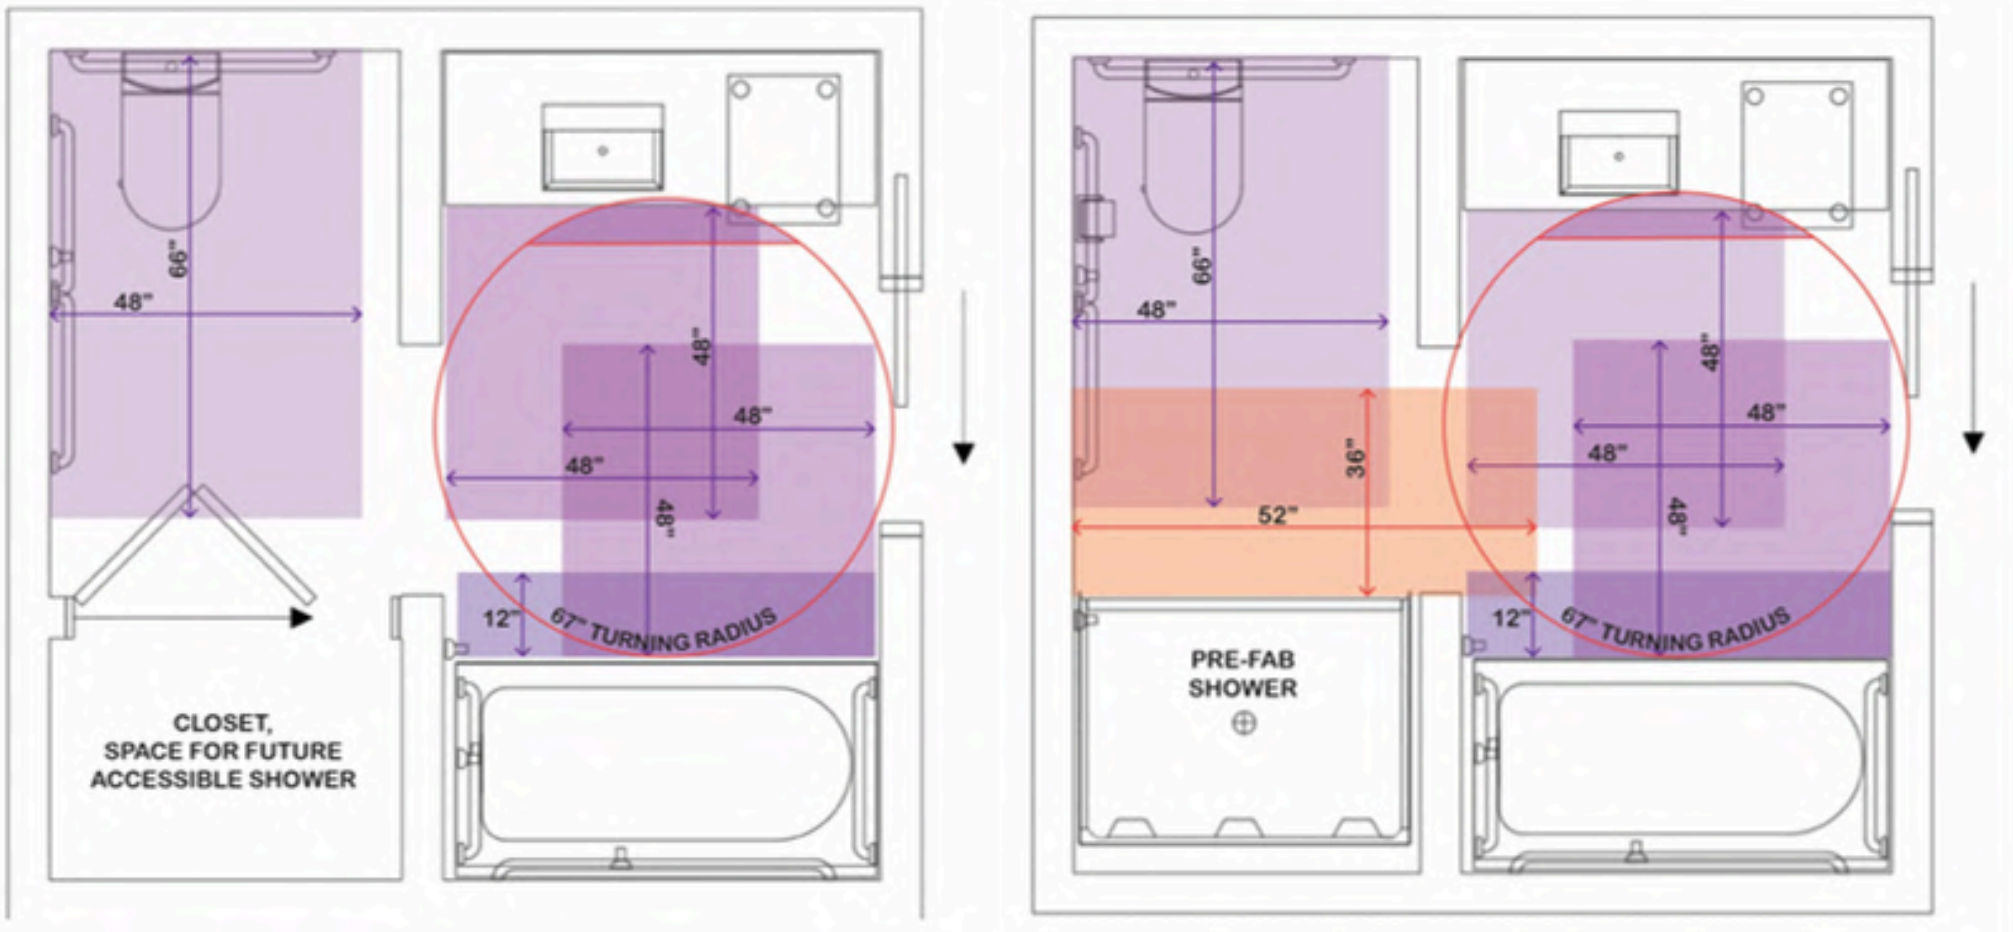 66"
48"
48"
48"
48"
48"
12"
67" TURNING RADIUS
CLOSET,
SPACE FOR FUTURE
ACCESSIBLE SHOWER
66"
48"
36"
52"
48"
48"
48"
48"
12"
67" TURNING RADIUS
PRE-FAB
SHOWER